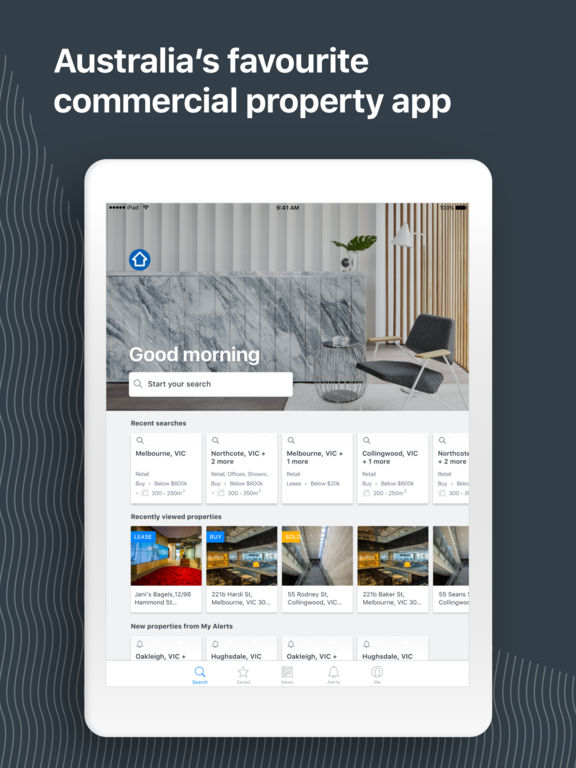 Australia’s favourite
commercial property app
iPad
9:41 AM
100%
Good morning
Start your search
Recent searches
Melbourne, VIC
Retail
Buy • Below $600k
• 200 - 250m²
Northcote, VIC +
2 more
Retail, Offices, Showro...
Buy • Below $600k
• 300 - 350m²
Melbourne, VIC +
1 more
Retail
Lease • Below $20k
Collingwood, VIC
+ 1 more
Retail
Buy • Below $600k
• 200 - 250m²
Northcote
+ 2 more
Retail, Off
Buy • Be
• 30
Recently viewed properties
LEASE
Jani's Bagels,12/98
Hammond St...
BUY
221b Hardi St,
Melbourne, VIC 30...
SOLD
55 Rodney St,
Collingwood, VIC...
221b Baker St,
Melbourne, VIC 30...
55 Seans S
Collingwoo
New properties from My Alerts
Oakleigh, VIC +
Hughsdale, VIC
Oakleigh, VIC +
Hughsdale, VIC
Search
Saved
News
Alerts
Me